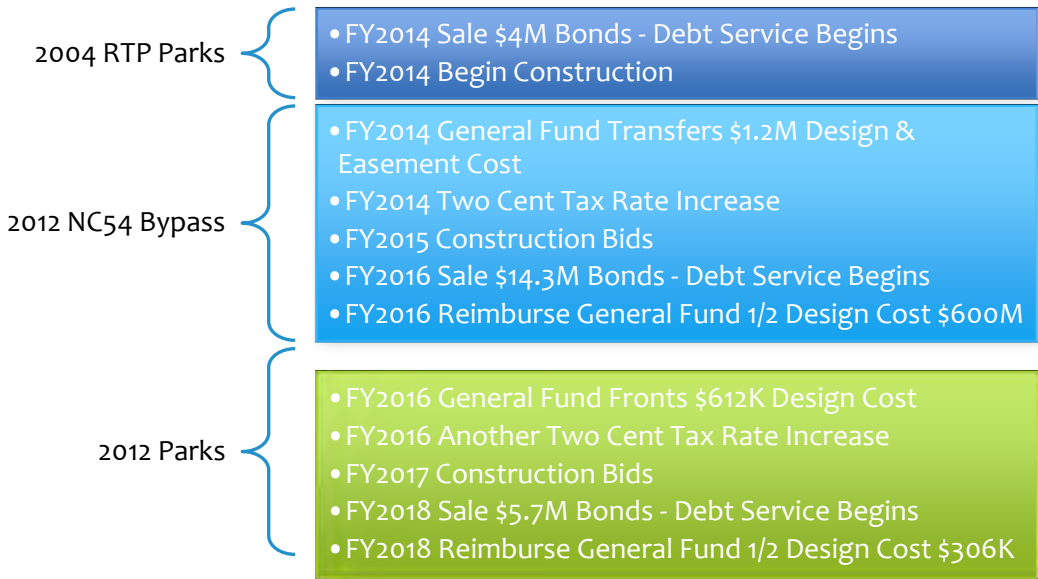 2004 RTP Parks
• FY2014 Sale $4M Bonds - Debt Service Begins
• FY2014 Begin Construction
2012 NC54 Bypass
• FY2014 General Fund Transfers $1.2M Design &
Easement Cost
• FY2014 Two Cent Tax Rate Increase
• FY2015 Construction Bids
• FY2016 Sale $14.3M Bonds - Debt Service Begins
• FY2016 Reimburse General Fund 1/2 Design Cost $600M
2012 Parks
• FY2016 General Fund Fronts $612K Design Cost
• FY2016 Another Two Cent Tax Rate Increase
• FY2017 Construction Bids
• FY2018 Sale $5.7M Bonds - Debt Service Begins
• FY2018 Reimburse General Fund 1/2 Design Cost $306K